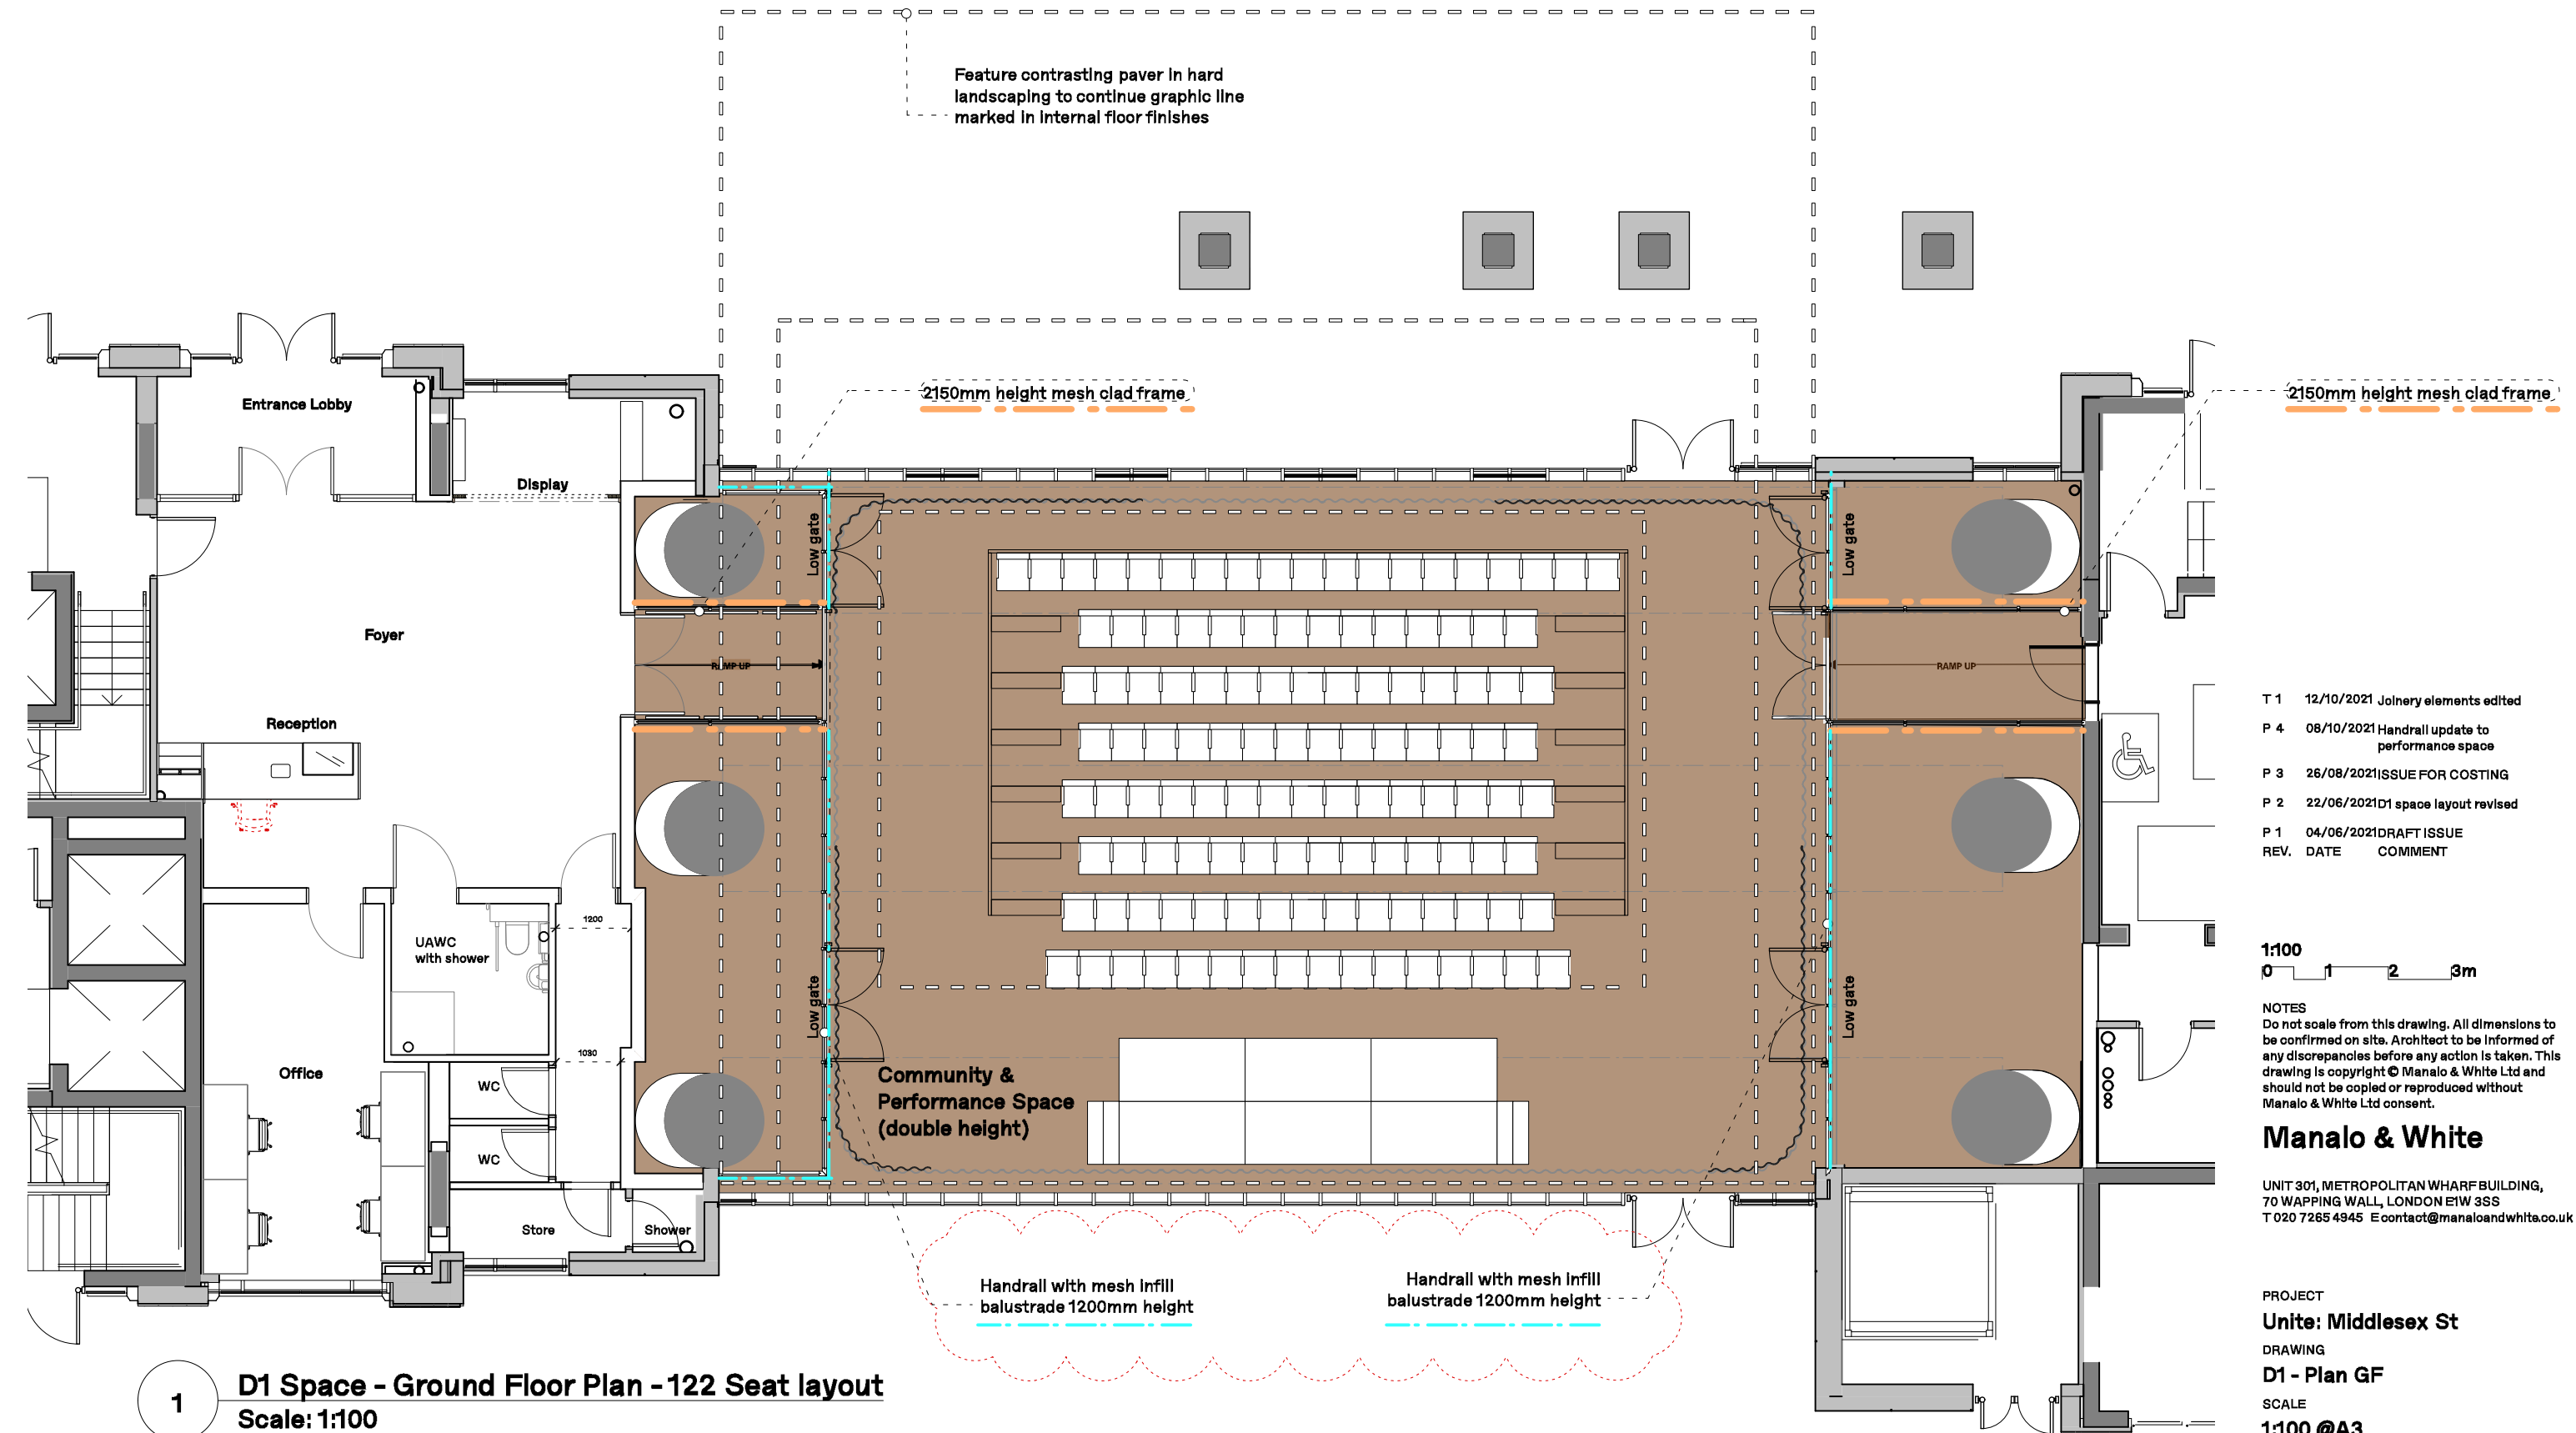 Feature contrasting paver in hard
landscaping to continue graphic line
marked in internal floor finishes
2150mm height mesh clad frame
2150mm height mesh clad frame
Entrance Lobby
Display
Low gate
Low gate
Foyer
RAMP UP
RAMP UP
Reception
T 1 12/10/2021 Joinery elements edited
P 4 08/10/2021 Handrail update to
performance space
P 3 26/08/2021 ISSUE FOR COSTING
P 2 22/06/2021 D1 space layout revised
P 1 04/06/2021 DRAFT ISSUE
REV. DATE COMMENT
1200
UAWC
with shower
Low gate
Low gate
1:100
0 1 2 3m
1030
Office
WC
WC
Community &
Performance Space
(double height)
NOTES
Do not scale from this drawing. All dimensions to
be confirmed on site. Architect to be informed of
any discrepancies before any action is taken. This
drawing is copyright © Manalo & White Ltd and
should not be copied or reproduced without
Manalo & White Ltd consent.
Manalo & White
UNIT 301, METROPOLITAN WHARF BUILDING,
70 WAPPING WALL, LONDON E1W 3SS
T 020 7265 4945 E contact@manaloandwhite.co.uk
Store
Shower
Handrail with mesh infill
balustrade 1200mm height
Handrail with mesh infill
balustrade 1200mm height
PROJECT
Unite: Middlesex St
DRAWING
D1 - Plan GF
SCALE
1:100 @A3
1
D1 Space - Ground Floor Plan - 122 Seat layout
Scale: 1:100